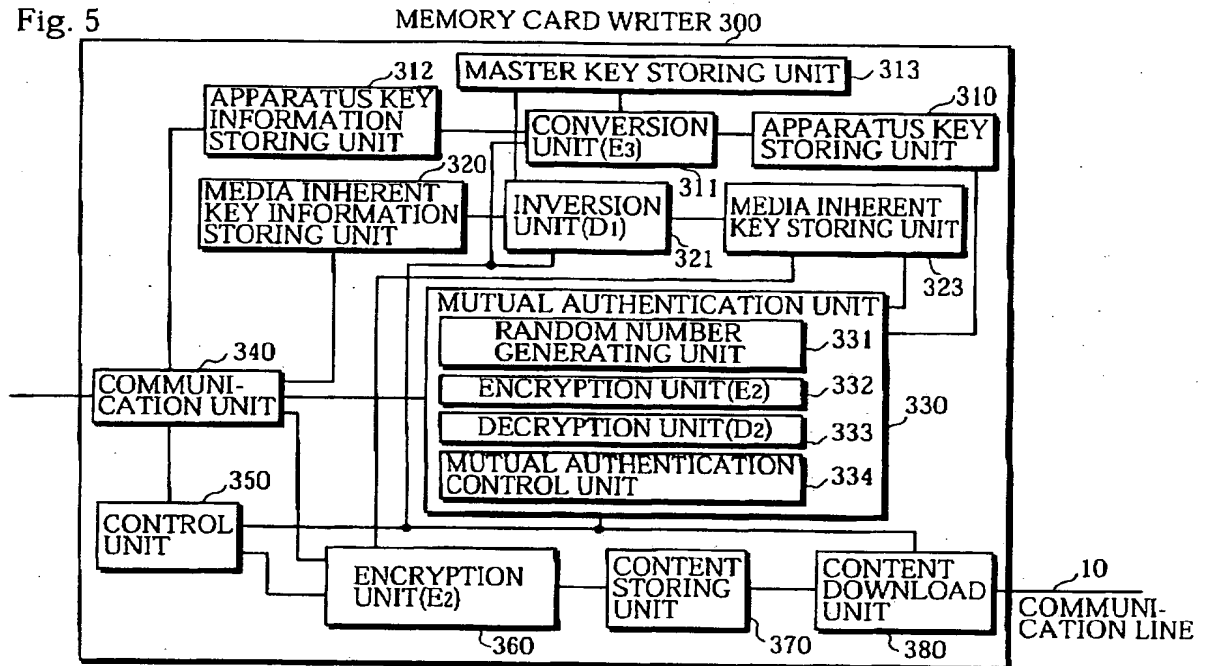 Fig. 5
MEMORY CARD WRITER 300
MASTER KEY STORING UNIT
313
312
APPARATUS KEY
INFORMATION
STORING UNIT
CONVERSION
UNIT(E3)
311
310
APPARATUS KEY
STORING UNIT
320
MEDIA INHERENT
KEY INFORMATION
STORING UNIT
INVERSION
UNIT(D1)
321
MEDIA INHERENT
KEY STORING UNIT
323
MUTUAL AUTHENTICATION UNIT
RANDOM NUMBER
GENERATING UNIT
331
ENCRYPTION UNIT(E2)
332
330
DECRYPTION UNIT(D2)
333
MUTUAL AUTHENTICATION
CONTROL UNIT
334
340
COMMUNI-
CATION UNIT
350
CONTROL
UNIT
ENCRYPTION
UNIT(E2)
360
CONTENT
STORING
UNIT
370
CONTENT
DOWNLOAD
UNIT
380
10
COMMUNI-
CATION LINE